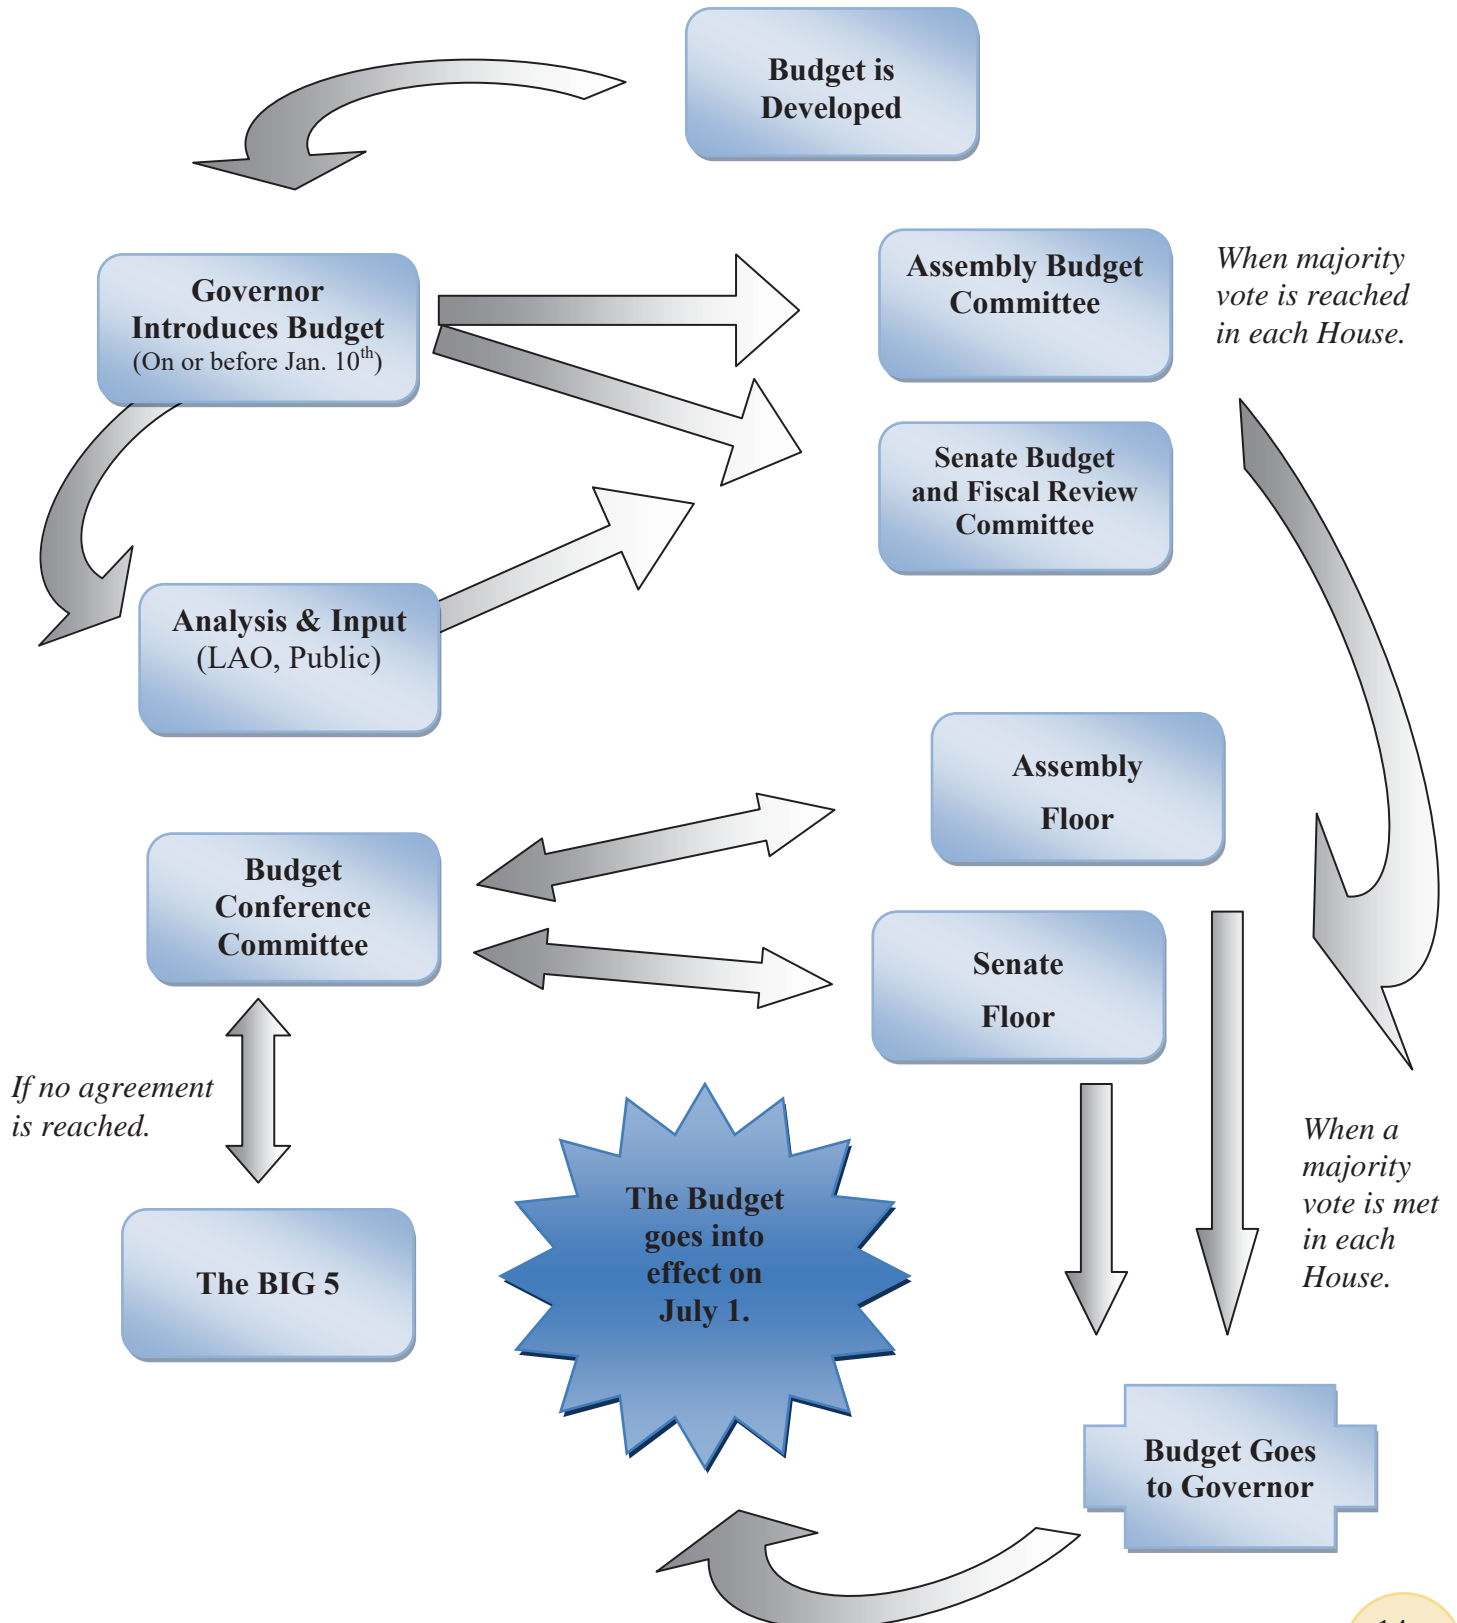 Budget is
Developed
Governor
Introduces Budget
(On or before Jan. 10th)
Assembly Budget
Committee
When majority
vote is reached
in each House.
Senate Budget
and Fiscal Review
Committee
Analysis & Input
(LAO, Public)
Assembly
Floor
Budget
Conference
Committee
Senate
Floor
If no agreement
is reached.
The BIG 5
The Budget
goes into
effect on
July 1.
When a
majority
vote is met
in each
House.
Budget Goes
to Governor